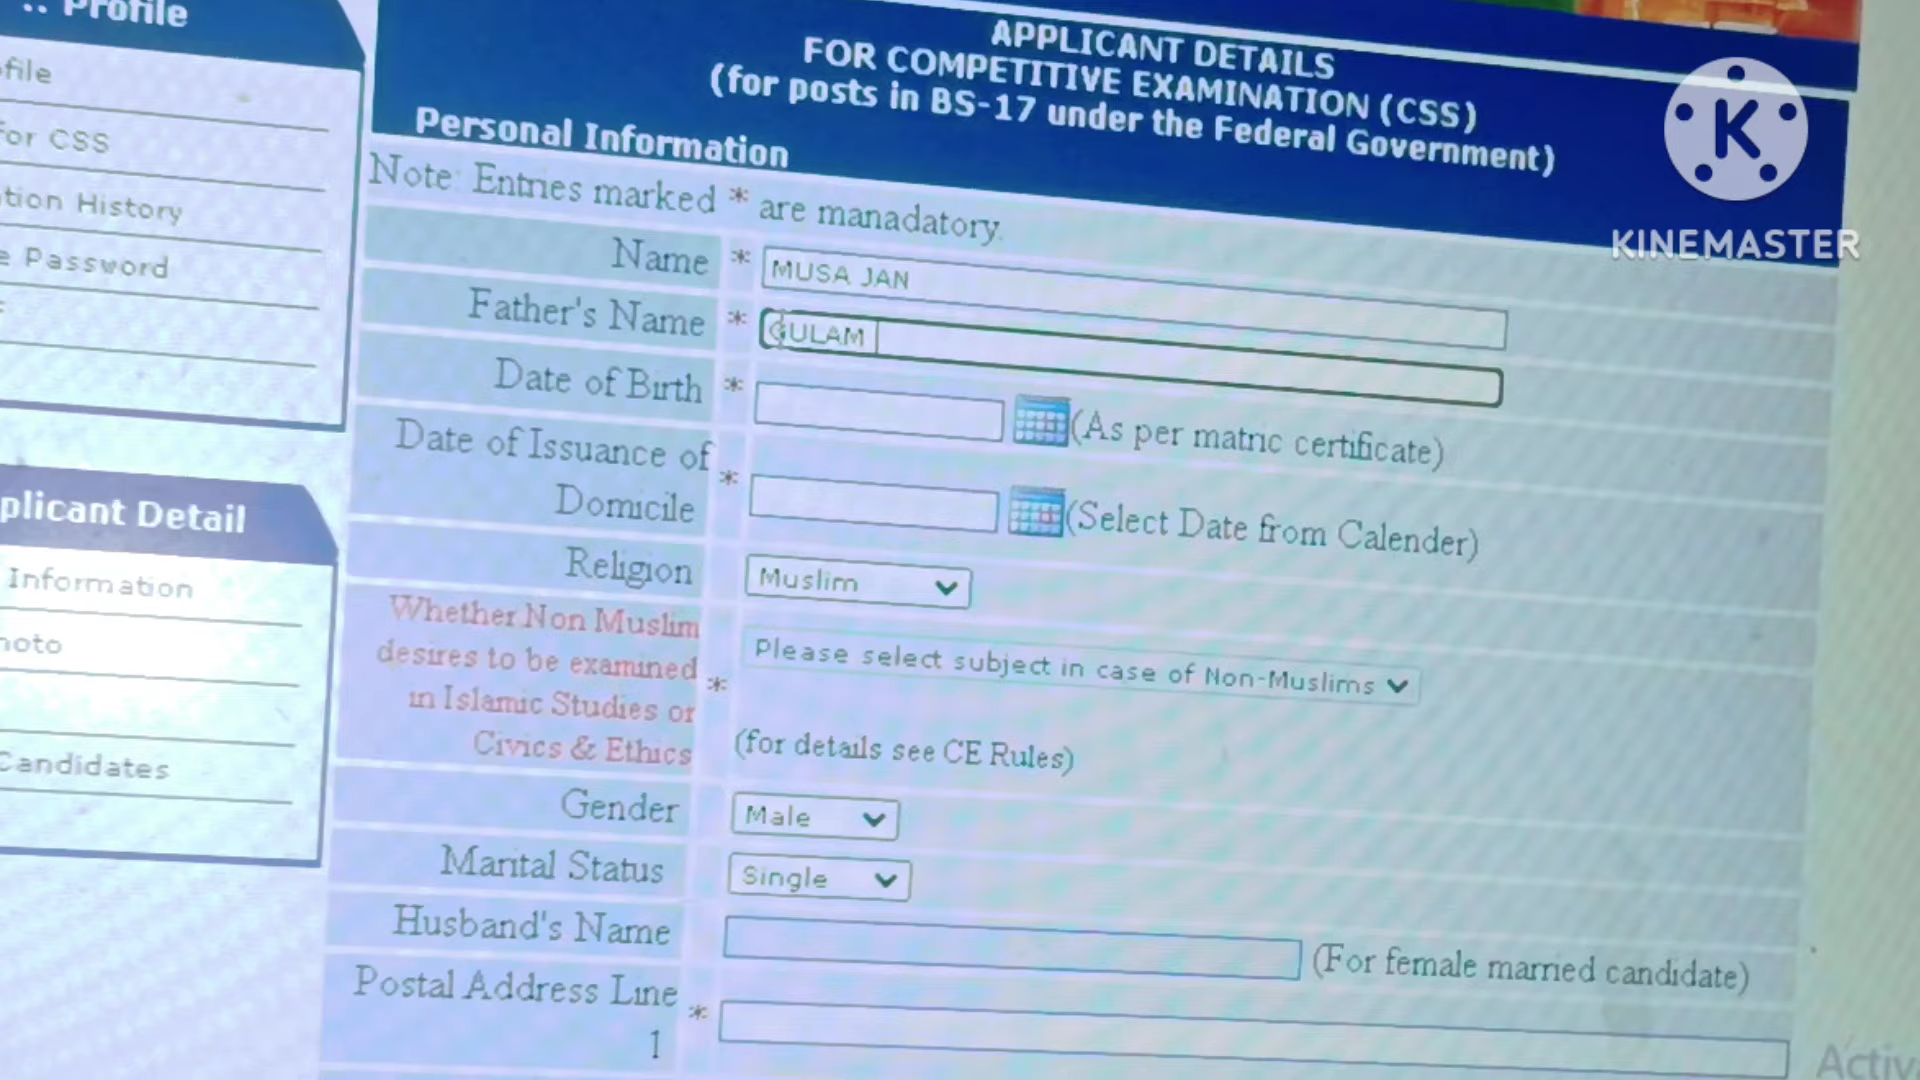 .. Profile
ofile
for CSS
tion History
e Password
plicant Detail
Information
hoto
Candidates
APPLICANT DETAILS
FOR COMPETITIVE EXAMINATION (CSS)
(for posts in BS-17 under the Federal Government)
Personal Information
Note: Entries marked * are manadatory.
Name * MUSA JAN
Father's Name * GULAM
Date of Birth * (As per matric certificate)
Date of Issuance of
Domicile * (Select Date from Calender)
Religion Muslim
Whether Non Muslim
desires to be examined
in Islamic Studies or
Civics & Ethics * Please select subject in case of Non-Muslims
(for details see CE Rules)
Gender Male
Marital Status Single
Husband's Name (For female married candidate)
Postal Address Line
1 *
K
KINEMASTER
Activ